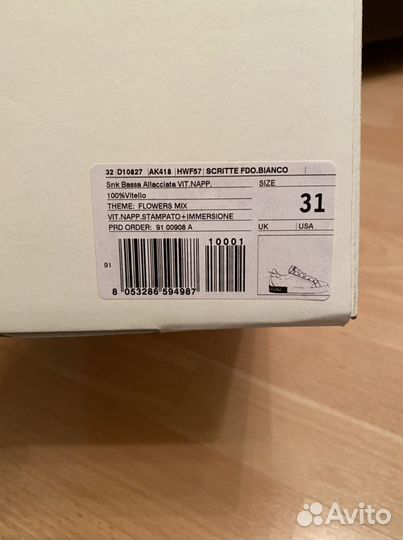 32 D10827 AK418 HWF57 SCRITTE FDO.BIANCO
Snk Bassa Allacciata VIT.NAPP.
100%Vitello
THEME: FLOWERS MIX
VIT.NAPP.STAMPATO+IMMERSIONE
PRD ORDER: 91 00908 A
SIZE
31
UK USA
10001
91
8 053286 594987
Avito